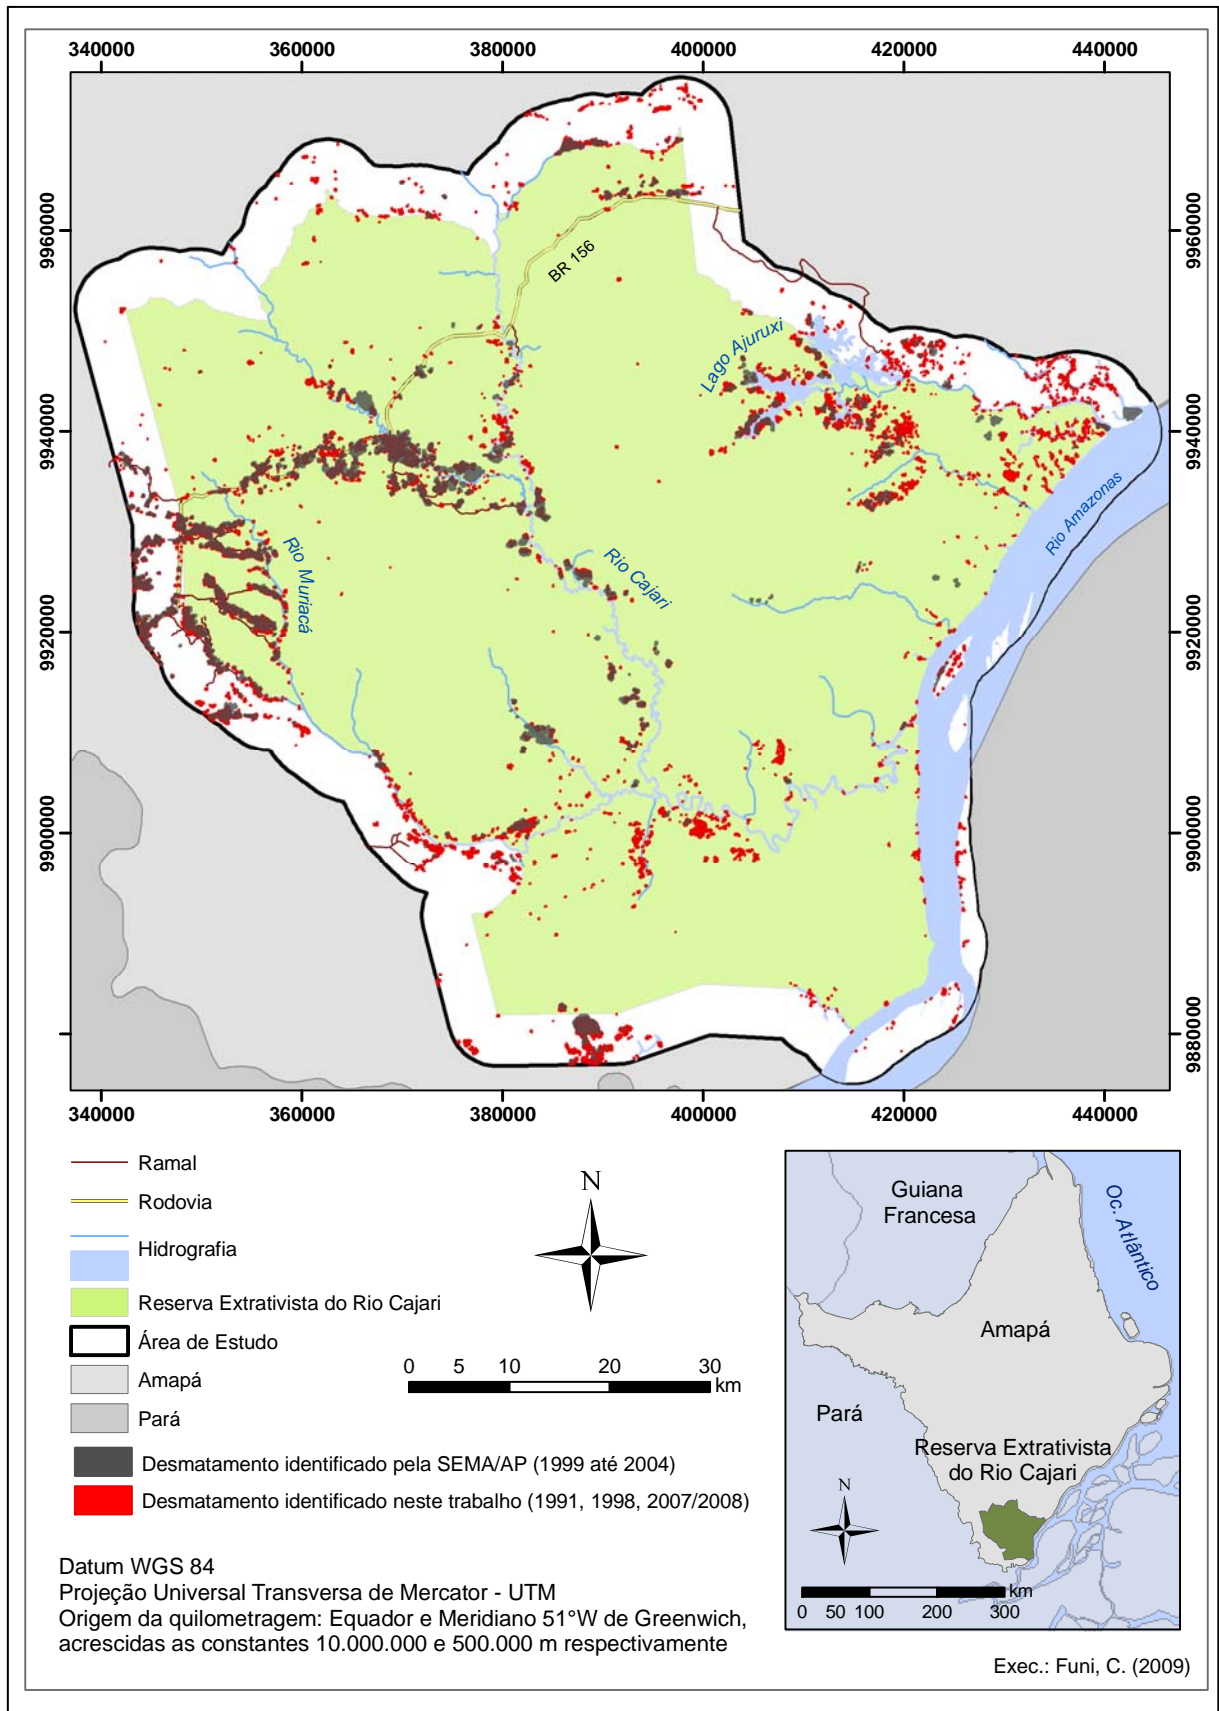 340000 360000 380000 400000 420000 440000
9960000
9960000
BR 156
Lago Ajuruxi
9940000
9940000
Rio Amazonas
Rio Muriacá
Rio Cajari
9920000
9920000
9900000
9900000
9880000
340000 360000 380000 400000 420000 440000
Ramal
Rodovia
Hidrografia
Reserva Extrativista do Rio Cajari
Área de Estudo
Amapá
Pará
Desmatamento identificado pela SEMA/AP (1999 até 2004)
Desmatamento identificado neste trabalho (1991, 1998, 2007/2008)
N
0 5 10 20 30
km
Guiana
Francesa
Oc. Atlântico
Amapá
Pará
Reserva Extrativista
do Rio Cajari
N
km
0 50 100 200 300
Datum WGS 84
Projeção Universal Transversa de Mercator - UTM
Origem da quilometragem: Equador e Meridiano 51°W de Greenwich,
acrescidas as constantes 10.000.000 e 500.000 m respectivamente
Exec.: Funi, C. (2009)